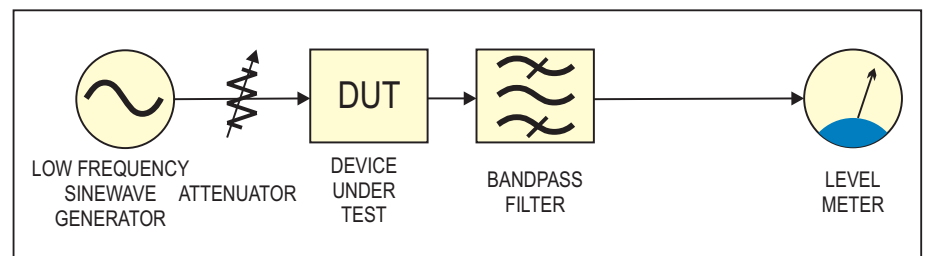 DUT
LOW FREQUENCY
SINEWAVE
GENERATOR
ATTENUATOR
DEVICE
UNDER
TEST
BANDPASS
FILTER
LEVEL
METER